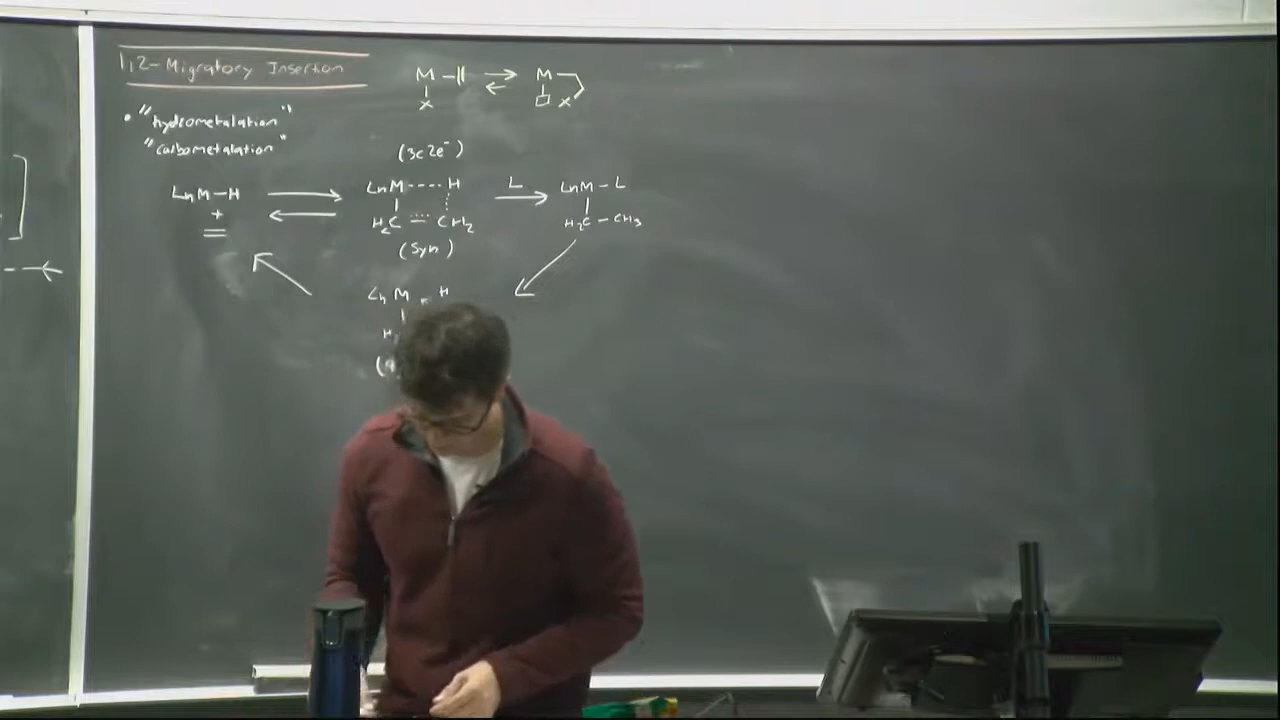 1,2-Migratory Insertion
M - || ⇌ M
X □ X
• "hydrometalation"
"carbometalation"
(3c2e⁻)
LnM-H ⇌ LnM----H L→ LnM-L
+
H₂C CH₂ H₂C-CH₃
(Syn)
LnM H